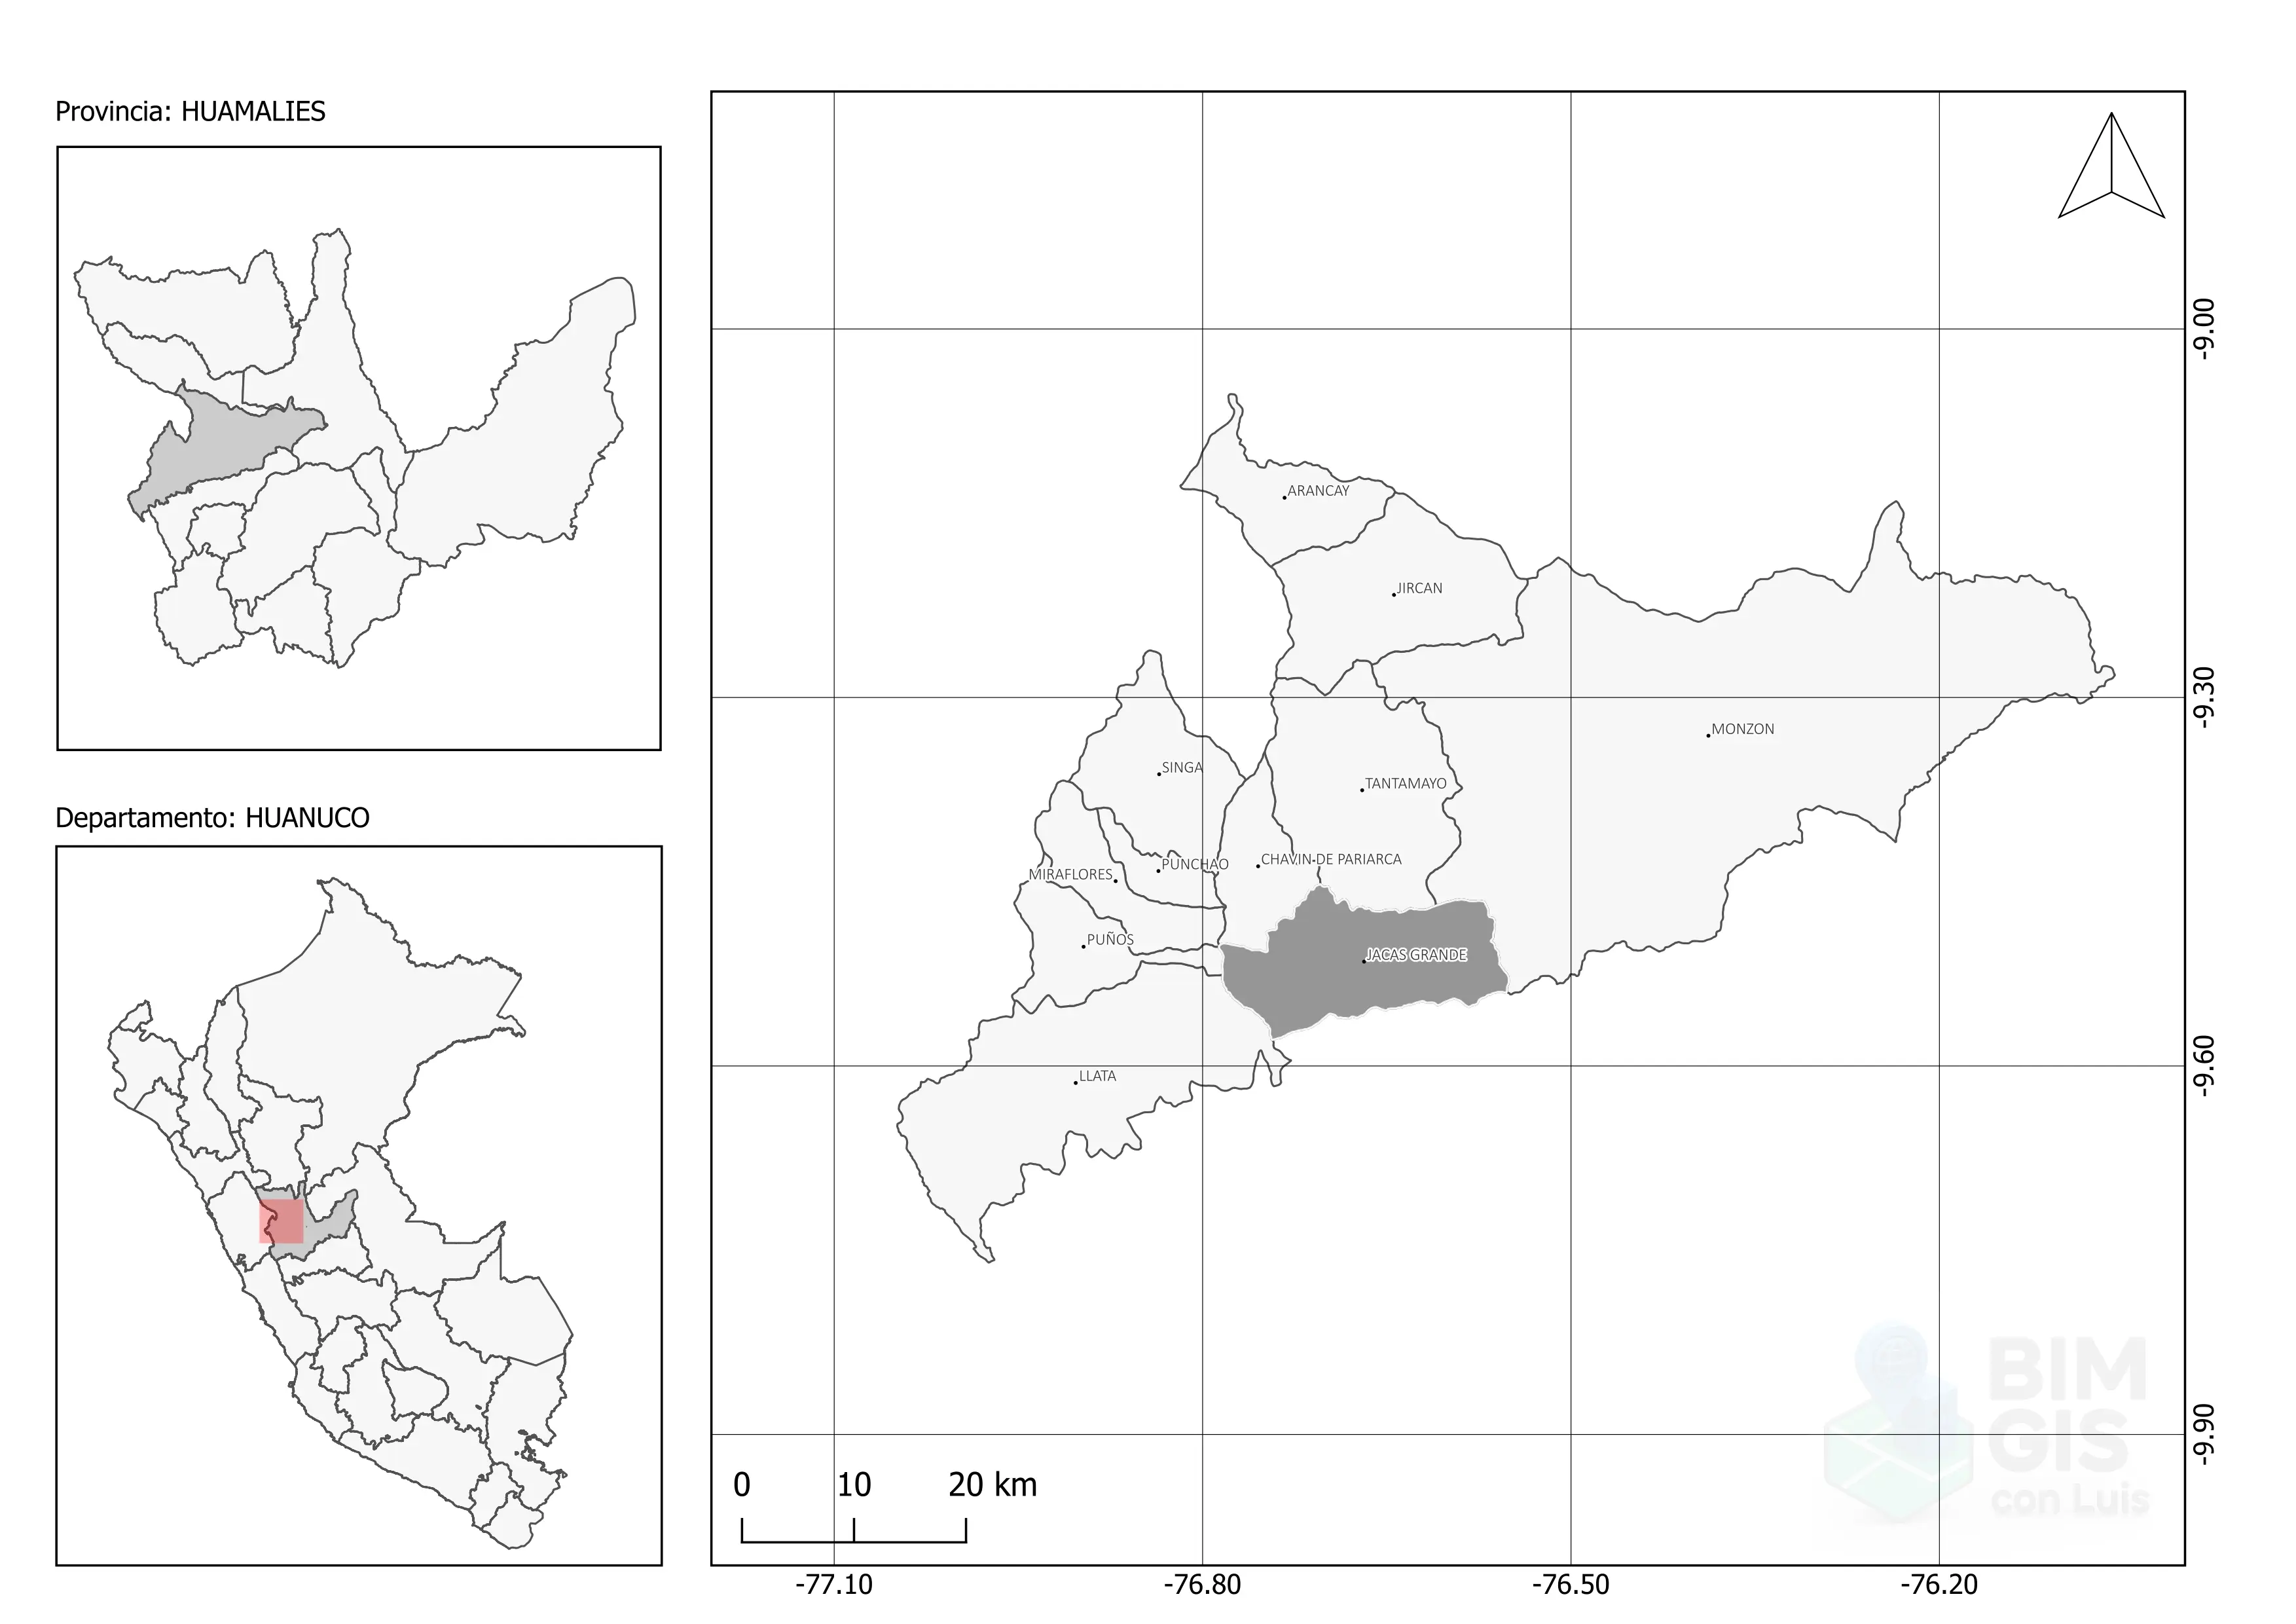 Provincia: HUAMALIES
Departamento: HUANUCO
ARANCAY
JIRCAN
MONZON
SINGA
TANTAMAYO
PUNCHAO
CHAVIN DE PARIARCA
MIRAFLORES
PUÑOS
JACAS GRANDE
LLATA
-9.00
-9.30
-9.60
-9.90
0 10 20 km
-77.10 -76.80 -76.50 -76.20
BIM
GIS
con Luis